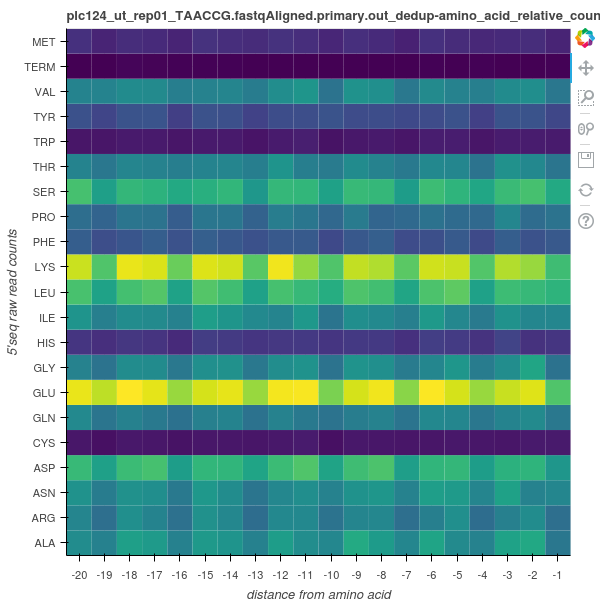 plc124_ut_rep01_TAACCG.fastqAligned.primary.out_dedup-amino_acid_relative_coun
MET
TERM
VAL
TYR
TRP
THR
SER
PRO
PHE
LYS
LEU
ILE
HIS
GLY
GLU
GLN
CYS
ASP
ASN
ARG
ALA
5'seq raw read counts
-20 -19 -18 -17 -16 -15 -14 -13 -12 -11 -10 -9 -8 -7 -6 -5 -4 -3 -2 -1
distance from amino acid